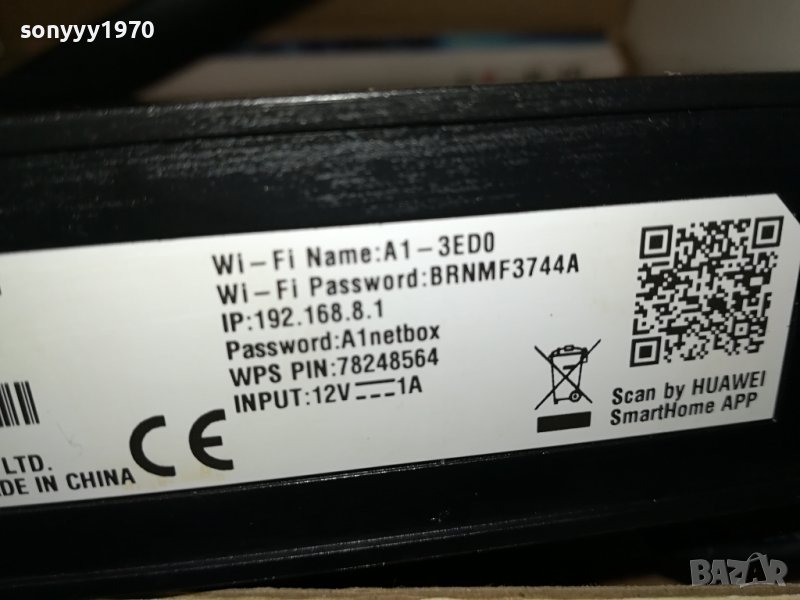 sonyyy1970
Wi-Fi Name:A1-3ED0
Wi-Fi Password:BRNMF3744A
IP:192.168.8.1
Password:A1netbox
WPS PIN:78248564
INPUT:12V⎓1A
CE
LTD.
DE IN CHINA
Scan by HUAWEI
SmartHome APP
BAZAR